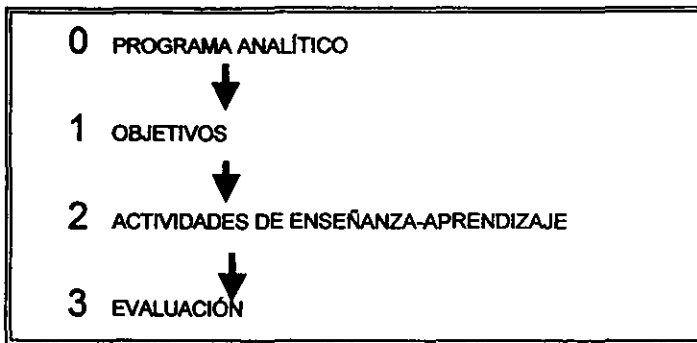 0 PROGRAMA ANALÍTICO
1 OBJETIVOS
2 ACTIVIDADES DE ENSEÑANZA-APRENDIZAJE
3 EVALUACIÓN